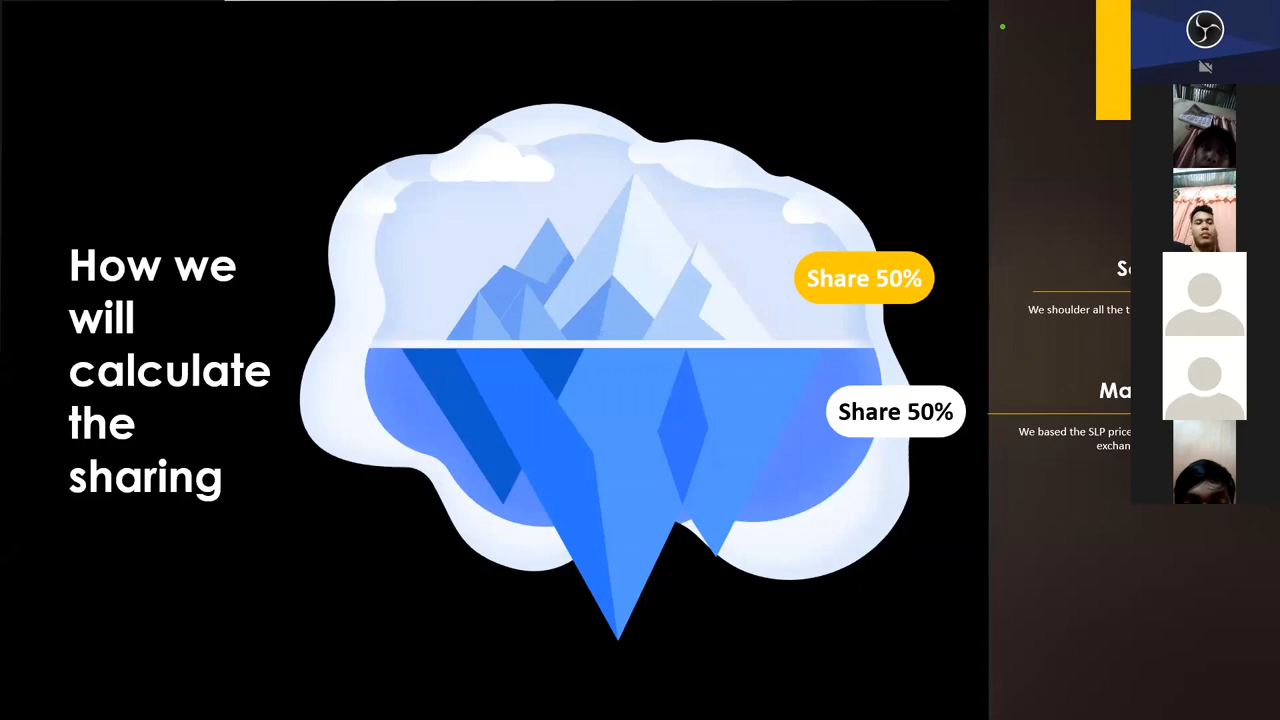 How we
will
calculate
the
sharing
Share 50%
Share 50%
We shoulder all the t
Ma
We based the SLP price
exchan